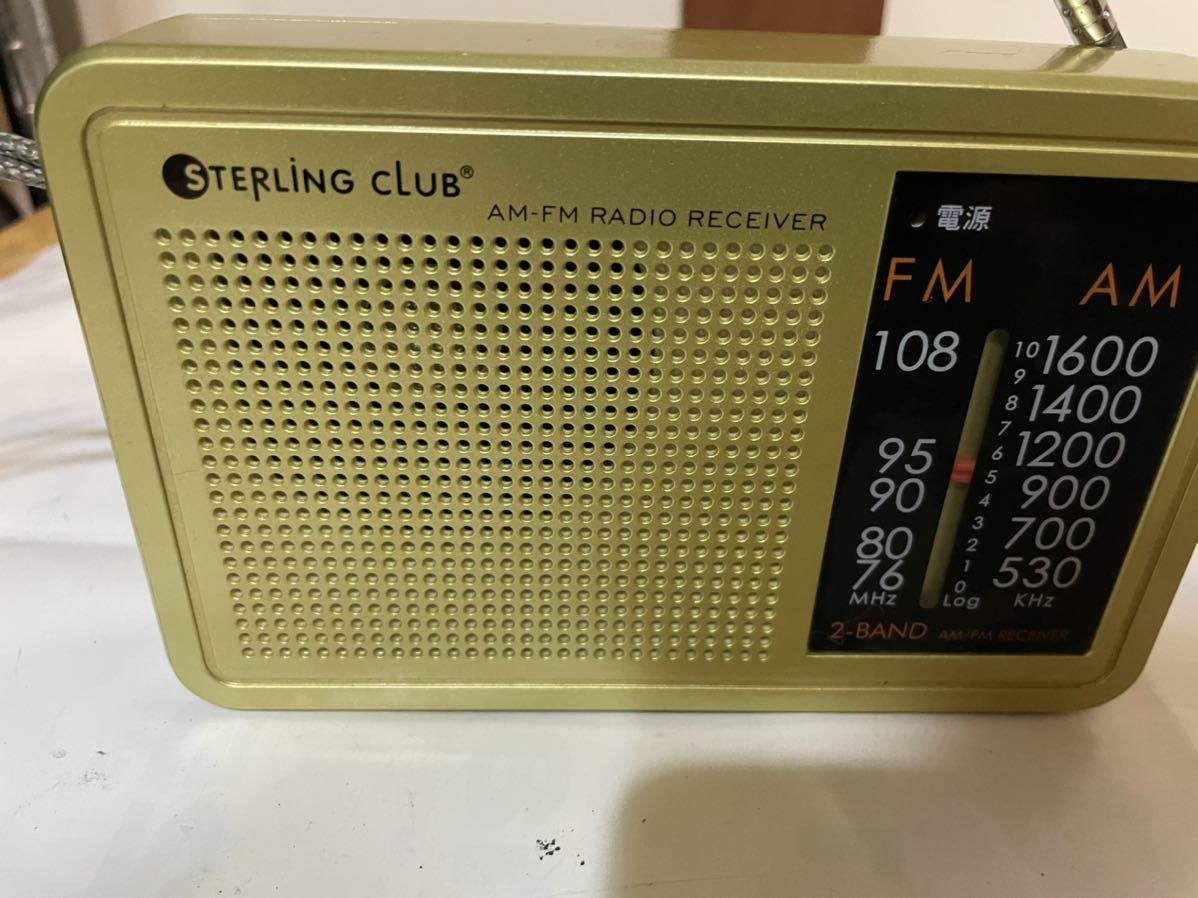 STERLING CLUB®
AM-FM RADIO RECEIVER
電源
FM AM
108 10 1600
9
8 1400
7
95 6 1200
5
90 4 900
3
80 2 700
1
76 0 530
MHz Log KHz
2-BAND AM/FM RECEIVER